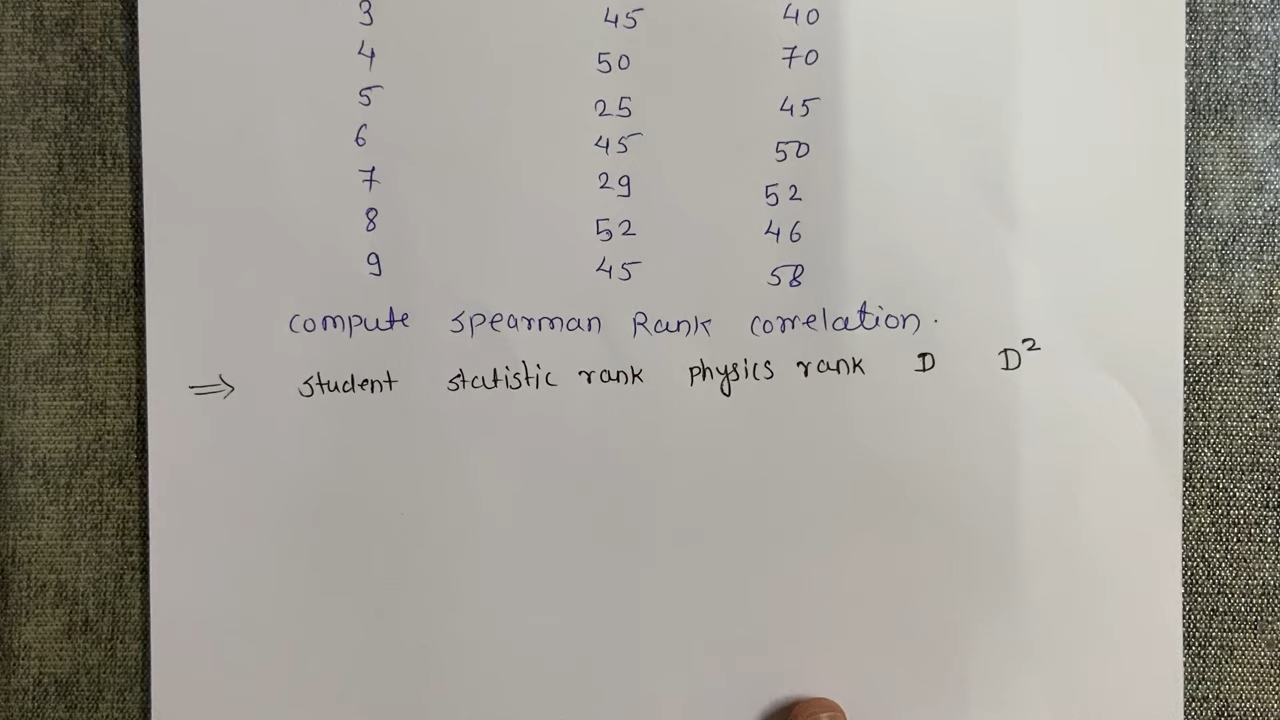 3 45 40
4 50 70
5 25 45
6 45 50
7 29 52
8 52 46
9 45 58
compute spearman Rank correlation.
⇒ student statistic rank physics rank D D²